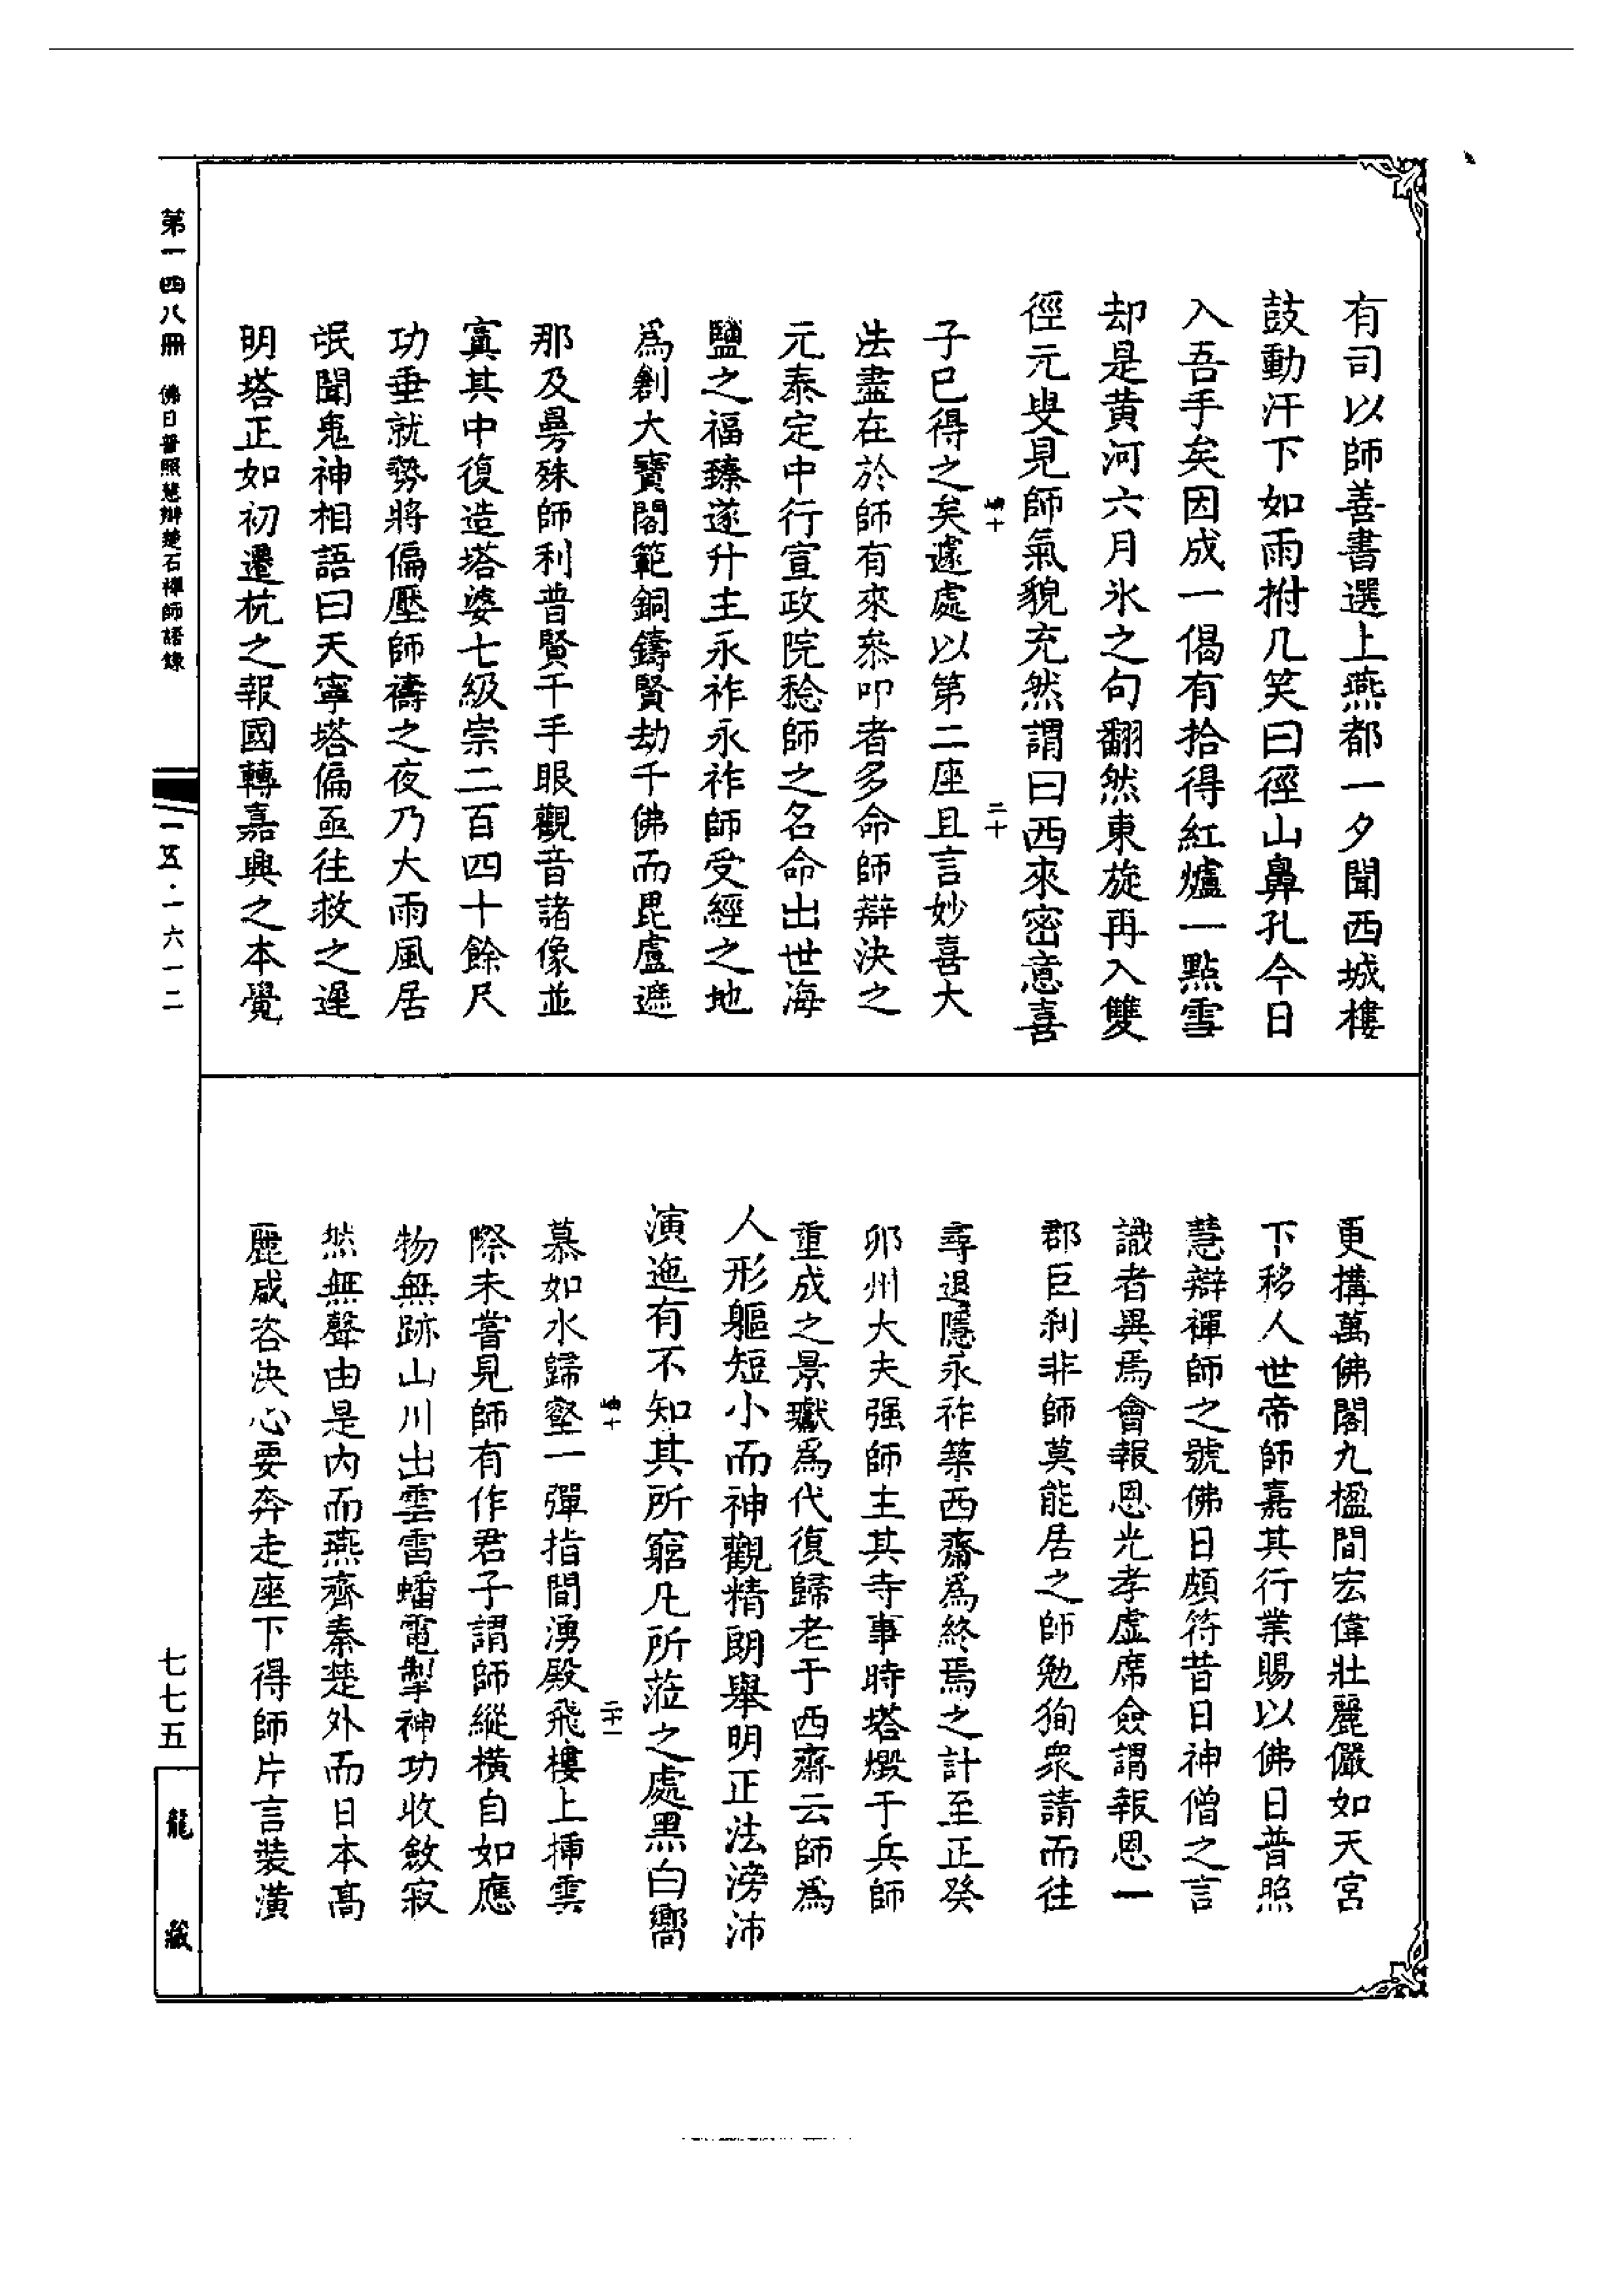 有司以師善書選上燕都一夕聞西城樓
鼓動汗下如雨拊几笑曰徑山鼻孔今日
入吾手矣因成一偈有拾得紅爐一點雪
却是黃河六月氷之句翻然東旋再入雙
徑元叟見師氣貌充然謂曰西來密意喜
子已得之矣遽處以第二座且言妙喜大
法盡在於師有來叅叩者多命師辯決之
元泰定中行宣政院稔師之名命出世海
鹽之福臻遂升主永祚永祚師受經之地
爲創大寶閣範銅鑄賢劫千佛而毘盧遮
那及曼殊師利普賢千手眼觀音諸像並
寘其中復造塔婆七級崇二百四十餘尺
功垂就勢將偏壓師禱之夜乃大雨風居
氓聞鬼神相語曰天寧塔偏亟往救之遲
明塔正如初遷杭之報國轉嘉興之本覺
更搆萬佛閣九楹間宏偉壯麗儼如天宮
下移人世帝師嘉其行業賜以佛日普照
慧辯禪師之號佛日頗符昔日神僧之言
識者異焉會報恩光孝虛席僉謂報恩一
郡巨剎非師莫能居之師勉狥衆請而往
尋退隱永祚築西齋爲終焉之計至正癸
卯州大夫强師主其寺事時塔燬于兵師
重成之景瓛爲代復歸老于西齋云師爲
人形軀短小而神觀精朗舉明正法滂沛
演迤有不知其所窮凡所蒞之處黑白嚮
慕如水歸壑一彈指間湧殿飛樓上揷雲
際未嘗見師有作君子謂師縱橫自如應
物無跡山川出雲雷蟠電掣神功收斂寂
然無聲由是內而燕齊秦楚外而日本髙
麗咸咨決心要奔走座下得師片言裝潢
第一四八冊 佛日普照慧辯楚石禪師語錄
一五·一六一二
七七五
龍藏
岫十
二十
岫十
二十一